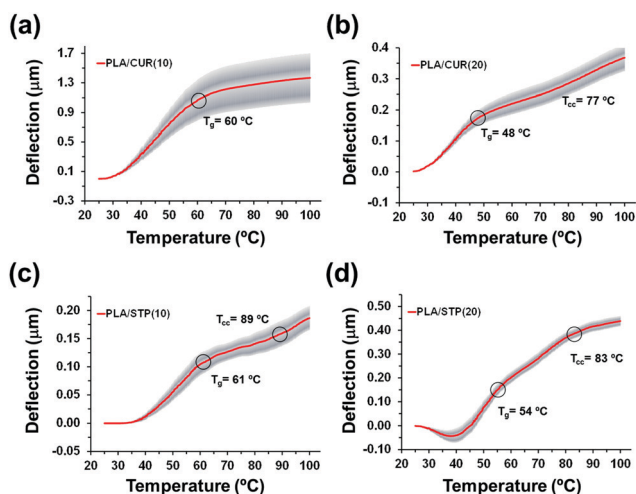 (a)
1.7
1.3
0.9
0.5
0.1
-0.3
Deflection (µm)
PLA/CUR(10)
Tg= 60 ºC
20 30 40 50 60 70 80 90 100
Temperature (ºC)
(b)
0.4
0.3
0.2
0.1
0.0
-0.1
Deflection (µm)
PLA/CUR(20)
Tcc= 77 ºC
Tg= 48 ºC
20 30 40 50 60 70 80 90 100
Temperature (ºC)
(c)
0.20
0.15
0.10
0.05
0.00
-0.05
Deflection (µm)
PLA/STP(10)
Tcc= 89 ºC
Tg= 61 ºC
20 30 40 50 60 70 80 90 100
Temperature (ºC)
(d)
0.50
0.40
0.30
0.20
0.10
0.00
-0.10
Deflection (µm)
PLA/STP(20)
Tcc= 83 ºC
Tg= 54 ºC
20 30 40 50 60 70 80 90 100
Temperature (ºC)